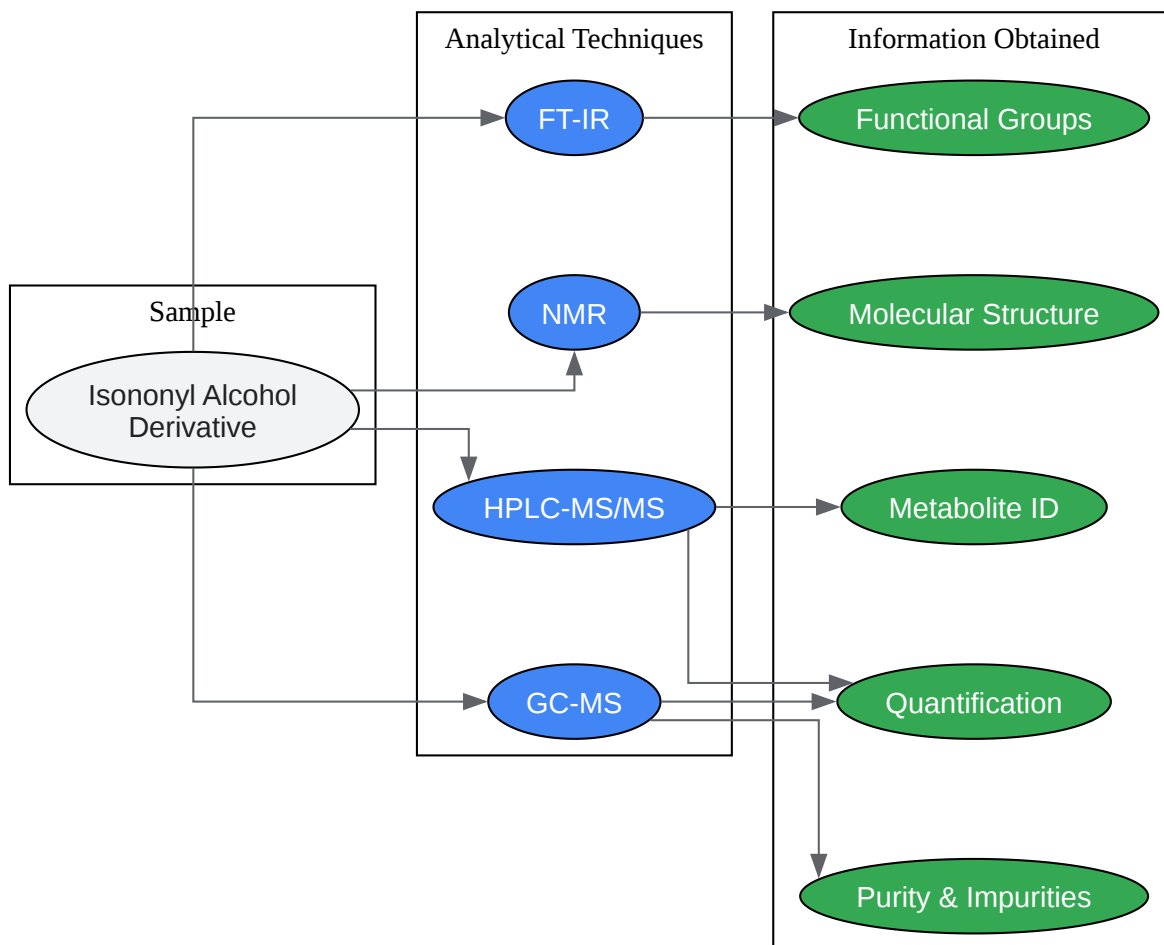 Analytical Techniques
Information Obtained
FT-IR
Functional Groups
Sample
NMR
Molecular Structure
Isononyl Alcohol
Derivative
HPLC-MS/MS
Metabolite ID
GC-MS
Quantification
Purity & Impurities